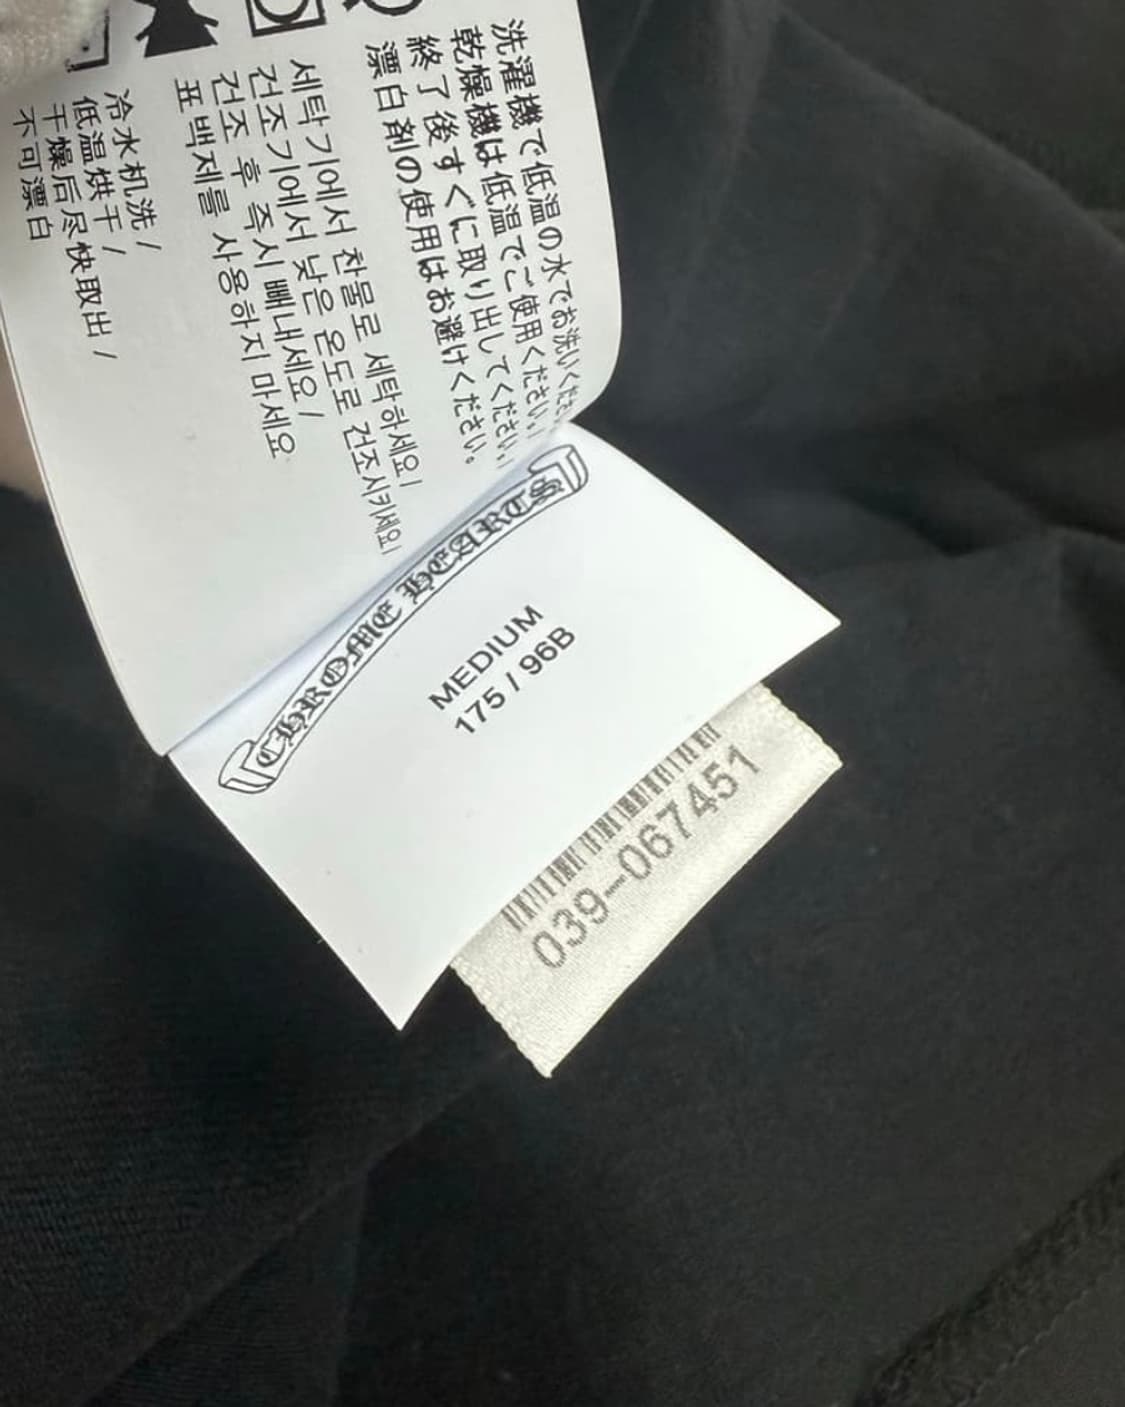 洗濯機で低温の水でお洗いくださ
乾燥機は低温でご使用ください。/
終了後すぐに取り出してください。/
漂白剤の使用はお避けください。
세탁기에서 찬물로 세탁하세요/
건조기에서 낮은 온도로 건조시키세요/
건조 후 즉시 빼내세요/
표백제를 사용하지 마세요
冷水机洗/
低温烘干/
干燥后尽快取出/
不可漂白
CHROME HEARTS
MEDIUM
175 / 96B
039-067451